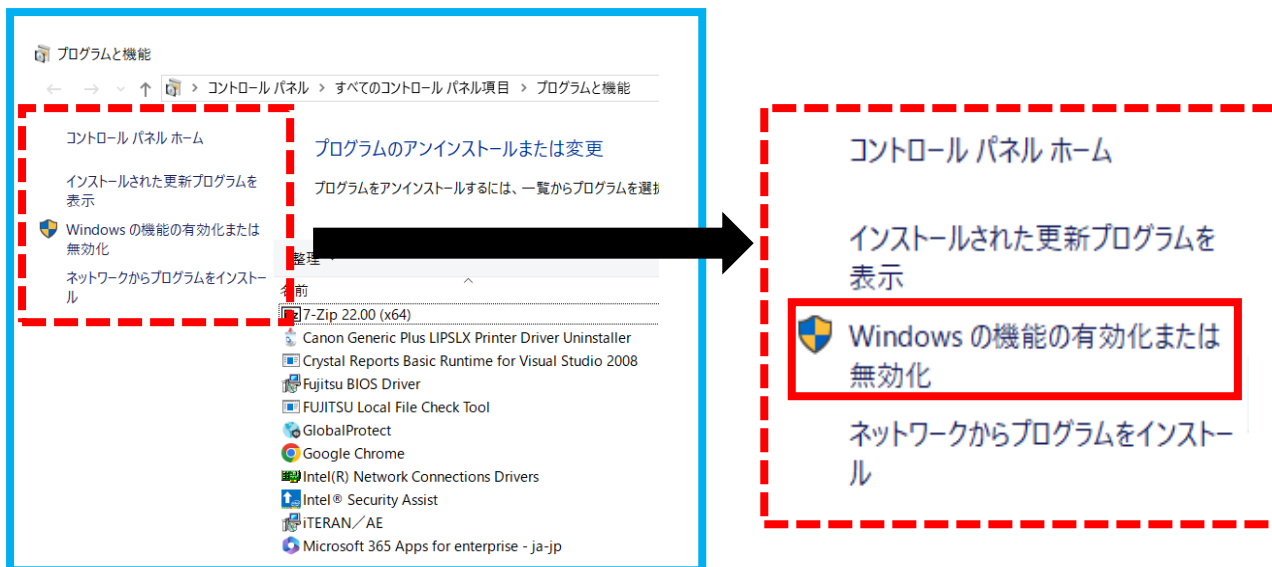 プログラムと機能
コントロール パネル > すべてのコントロール パネル項目 > プログラムと機能
コントロール パネル ホーム
インストールされた更新プログラムを
表示
Windows の機能の有効化または
無効化
ネットワークからプログラムをインストー
ル
プログラムのアンインストールまたは変更
プログラムをアンインストールするには、一覧からプログラムを選
整理
名前
7-Zip 22.00 (x64)
Canon Generic Plus LIPSLX Printer Driver Uninstaller
Crystal Reports Basic Runtime for Visual Studio 2008
Fujitsu BIOS Driver
FUJITSU Local File Check Tool
GlobalProtect
Google Chrome
Intel(R) Network Connections Drivers
Intel® Security Assist
iTERAN／AE
Microsoft 365 Apps for enterprise - ja-jp
コントロール パネル ホーム
インストールされた更新プログラムを
表示
Windows の機能の有効化または
無効化
ネットワークからプログラムをインストー
ル